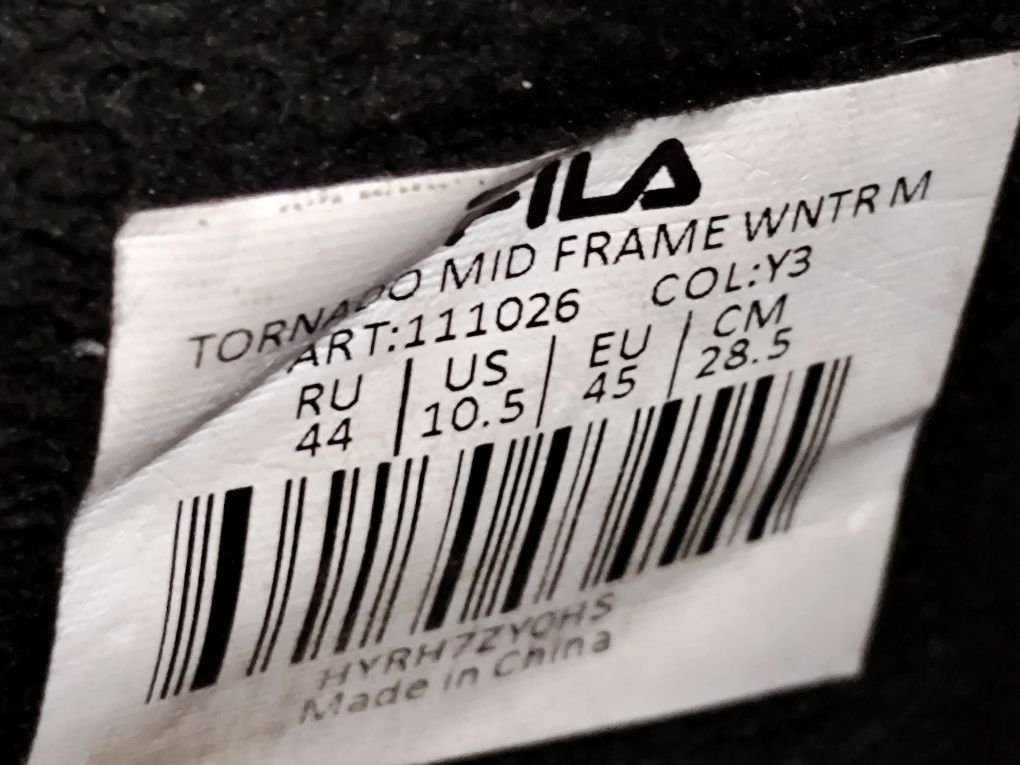 FILA
TORNADO MID FRAME WNTR M
ART:111026 COL:Y3
RU | US | EU | CM
44 | 10.5 | 45 | 28.5
HYRH7ZY0HS
Made in China